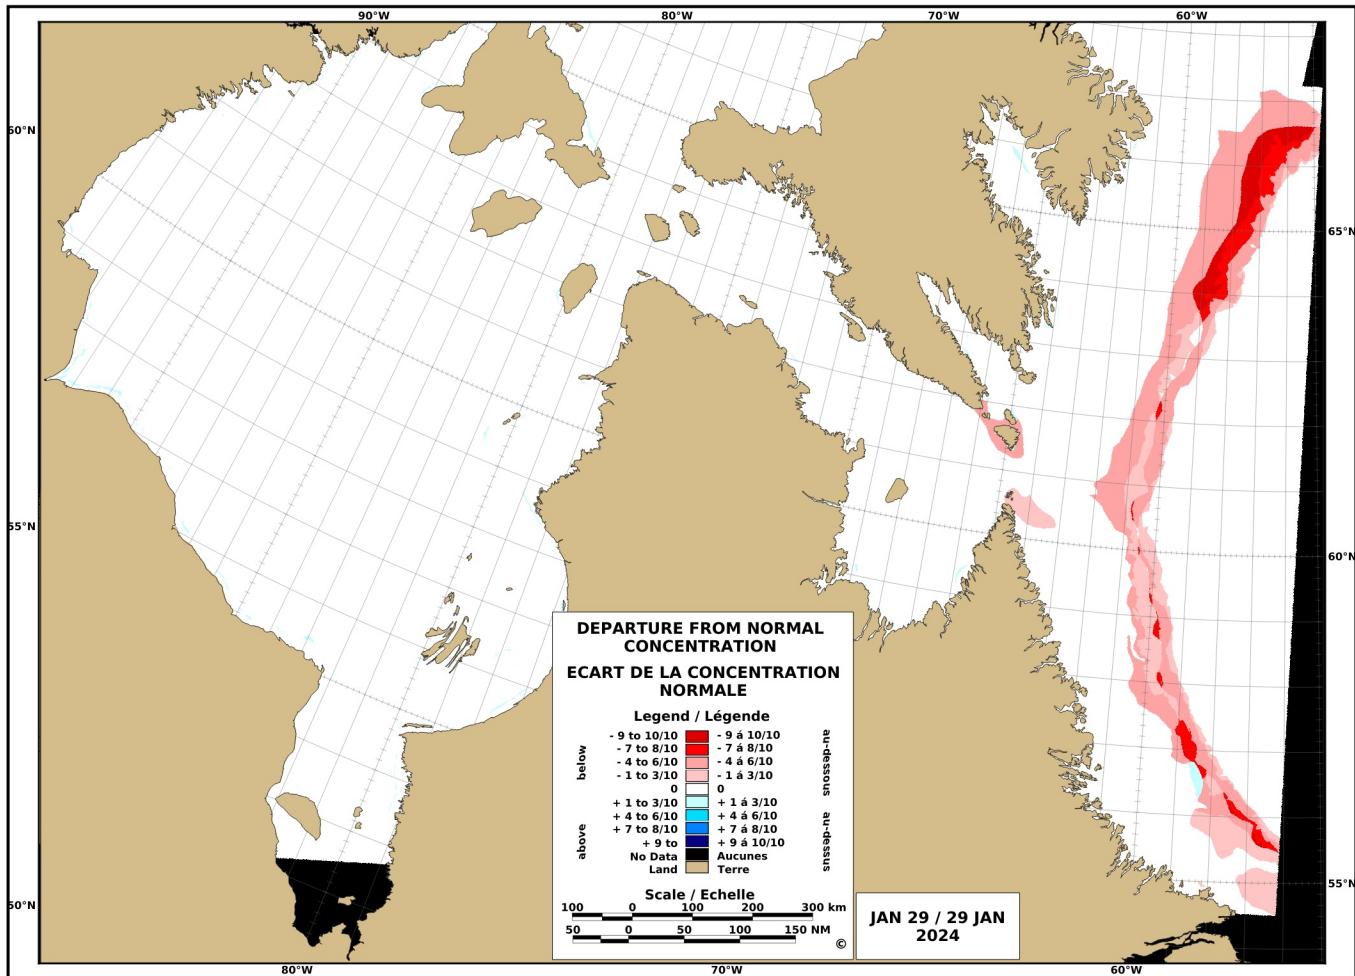 90°W 80°W 70°W 60°W
60°N
65°N
55°N
60°N
DEPARTURE FROM NORMAL
CONCENTRATION
ECART DE LA CONCENTRATION
NORMALE
Legend / Légende
below
au-dessous
- 9 to 10/10 - 9 á 10/10
- 7 to 8/10 - 7 á 8/10
- 4 to 6/10 - 4 á 6/10
- 1 to 3/10 - 1 á 3/10
0 0
above
au-dessus
+ 1 to 3/10 + 1 á 3/10
+ 4 to 6/10 + 4 á 6/10
+ 7 to 8/10 + 7 á 8/10
+ 9 to + 9 á 10/10
No Data Aucunes
Land Terre
55°N
Scale / Echelle
100 0 100 200 300 km
50 0 50 100 150 NM
©
50°N
JAN 29 / 29 JAN
2024
80°W 70°W 60°W